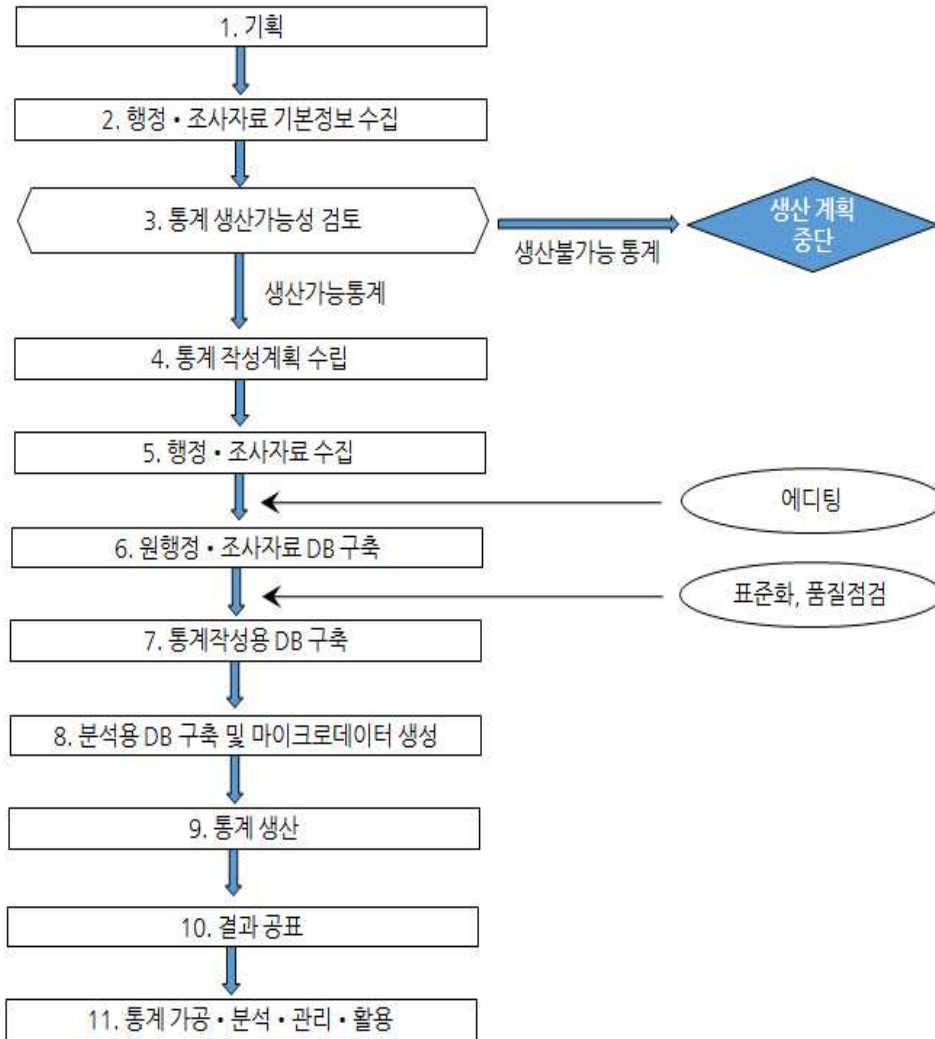 1. 기획
2. 행정・조사자료 기본정보 수집
3. 통계 생산가능성 검토
생산 계획
중단
생산불가능 통계
생산가능통계
4. 통계 작성계획 수립
5. 행정・조사자료 수집
에디팅
6. 원행정・조사자료 DB 구축
표준화, 품질점검
7. 통계작성용 DB 구축
8. 분석용 DB 구축 및 마이크로데이터 생성
9. 통계 생산
10. 결과 공표
11. 통계 가공・분석・관리・활용